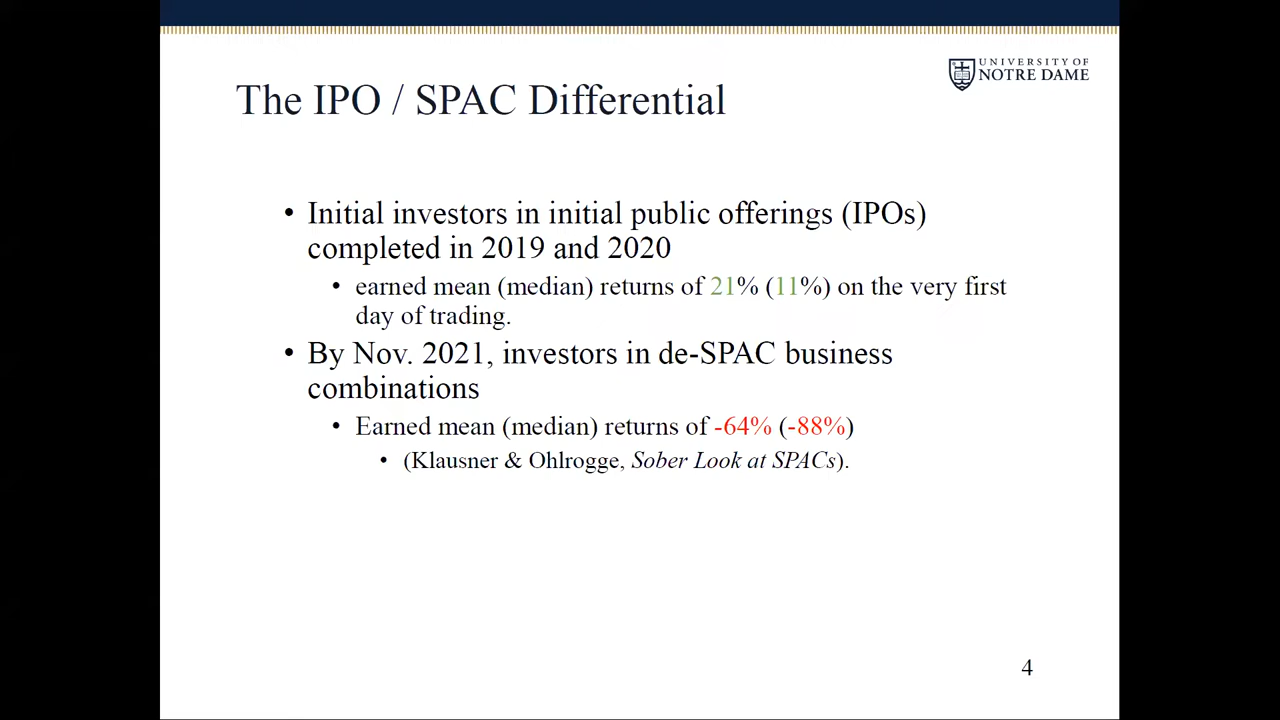 UNIVERSITY OF
NOTRE DAME
The IPO / SPAC Differential
• Initial investors in initial public offerings (IPOs)
completed in 2019 and 2020
• earned mean (median) returns of 21% (11%) on the very first
day of trading.
• By Nov. 2021, investors in de-SPAC business
combinations
• Earned mean (median) returns of -64% (-88%)
• (Klausner & Ohlrogge, Sober Look at SPACs).
4